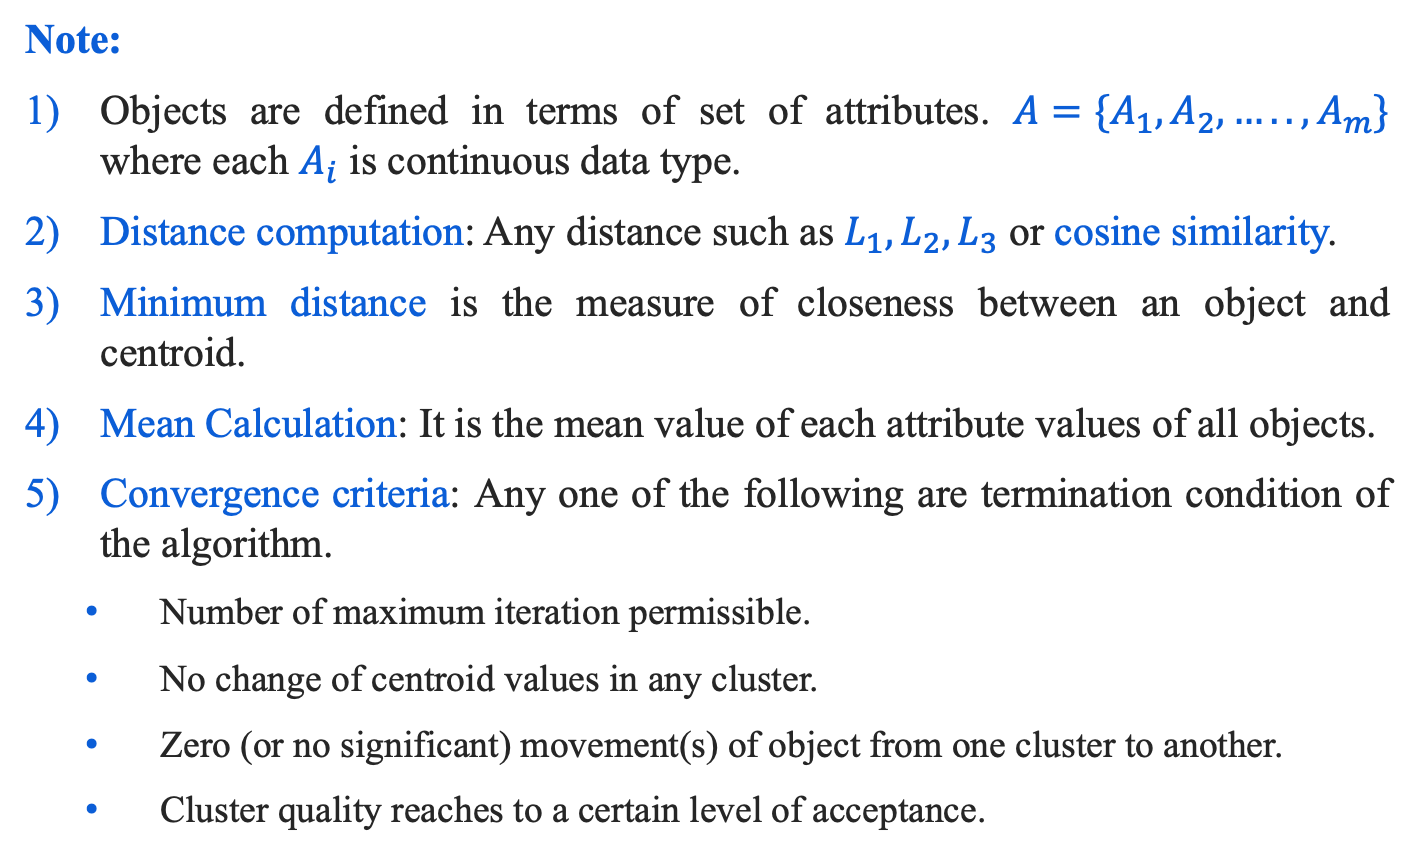 Note:
1) Objects are defined in terms of set of attributes. A = {A₁, A₂, ….., Aₘ}
where each Aᵢ is continuous data type.
2) Distance computation: Any distance such as L₁, L₂, L₃ or cosine similarity.
3) Minimum distance is the measure of closeness between an object and
centroid.
4) Mean Calculation: It is the mean value of each attribute values of all objects.
5) Convergence criteria: Any one of the following are termination condition of
the algorithm.
• Number of maximum iteration permissible.
• No change of centroid values in any cluster.
• Zero (or no significant) movement(s) of object from one cluster to another.
• Cluster quality reaches to a certain level of acceptance.